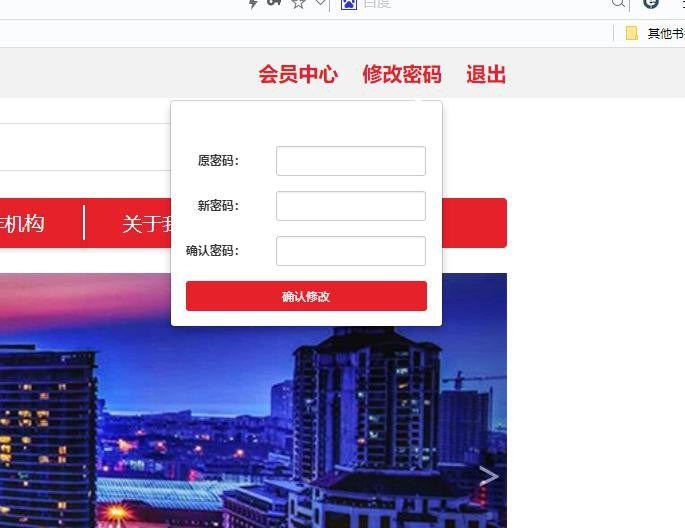 百度
其他书
会员中心 修改密码 退出
原密码：
新密码：
机构 关于
确认密码：
确认修改